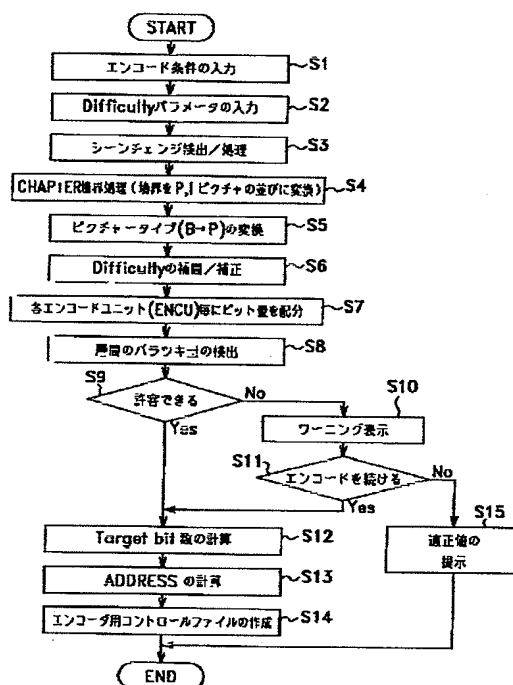 START
エンコード条件の入力
S1
Difficultyパラメータの入力
S2
シーンチェンジ検出/処理
S3
CHAPTER境界処理(境界をP,Iピクチャの並びに変換)
S4
ピクチャータイプ(B→P)の変換
S5
Difficultyの補間/補正
S6
各エンコードユニット(ENCU)毎にビット量を配分
S7
のバラツキ
の検出
S8
S9
許容できる
No
Yes
S10
ワーニング表示
S11
エンコードを続ける
No
Yes
S15
適正値の
提示
Target bit 数の計算
S12
ADDRESS の計算
S13
エンコーダ用コントロールファイルの作成
S14
END